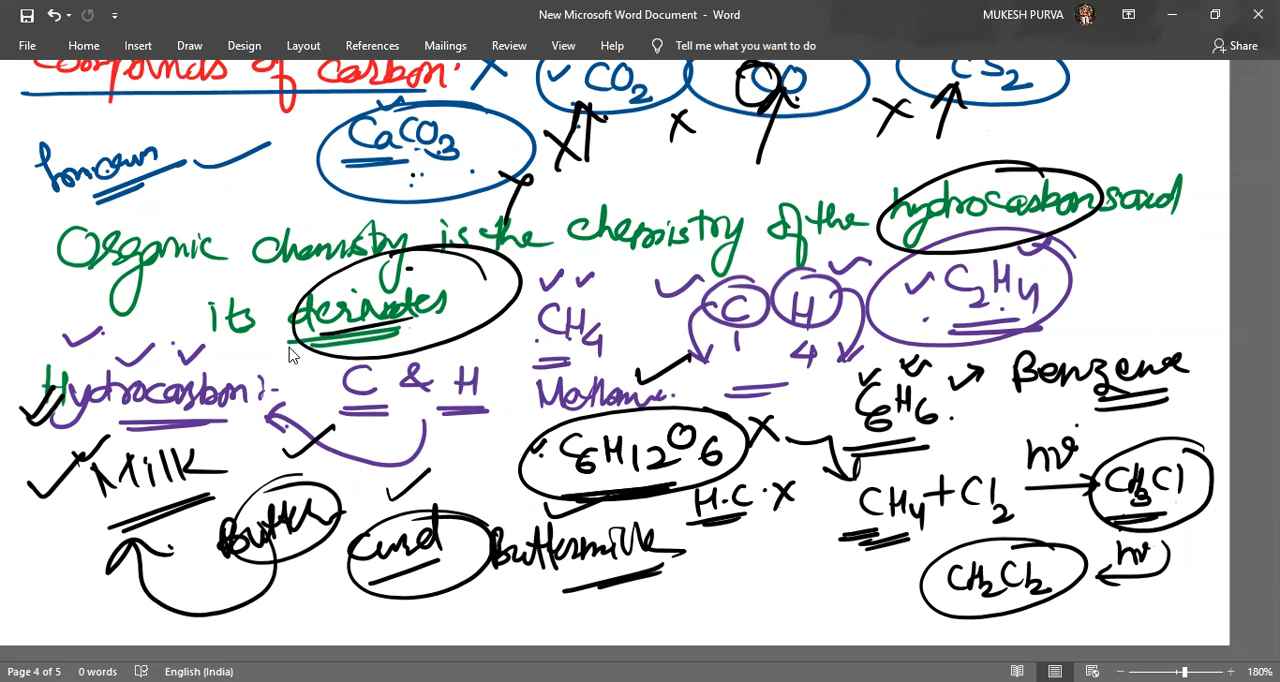 New Microsoft Word Document - Word
MUKESH PURVA
File Home Insert Draw Design Layout References Mailings Review View Help Tell me what you want to do Share
compounds of carbon. CO2 CO CS2
CaCO3
Organic chemistry is the chemistry of the hydrocarbons and
its derivates CH4 C H C2H4
1 4
Hydrocarbon:- C & H Methane. C6H6 → Benzene
Milk C6H12O6 H.C. X CH4 + Cl2 hν CH3Cl
Butter Curd Buttermilk CH2Cl2 hν
Page 4 of 5 0 words English (India) 180%